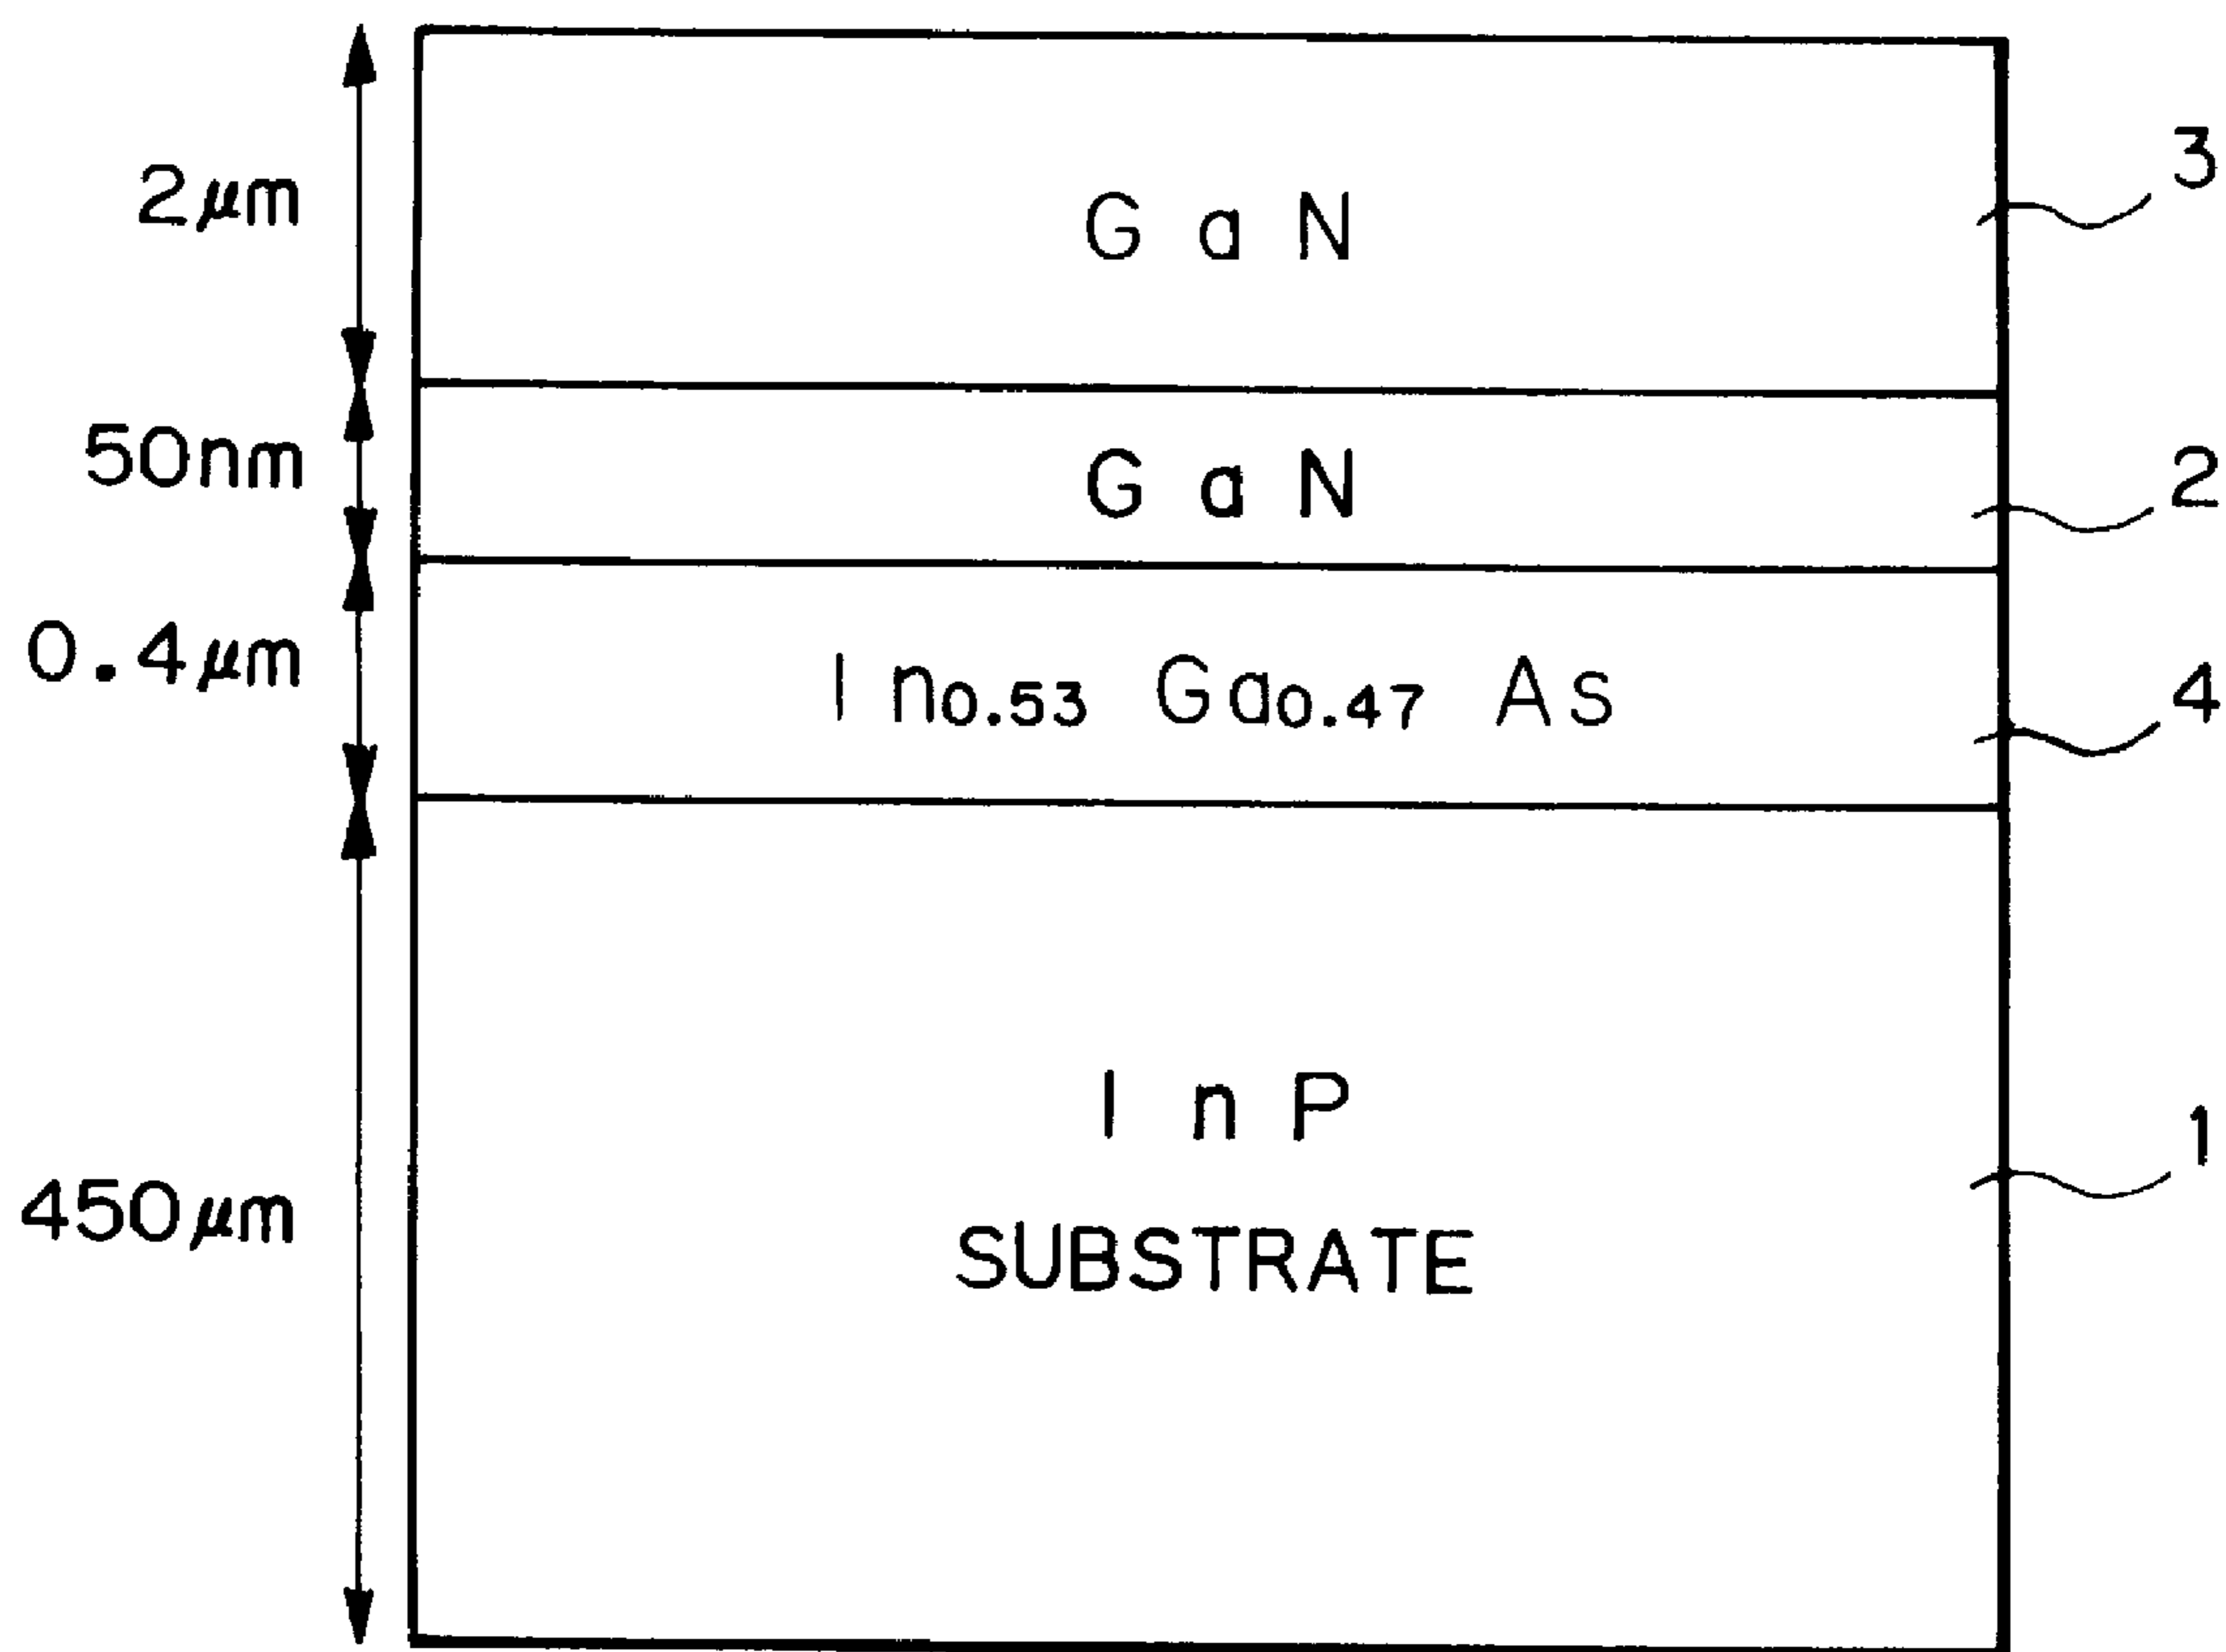 3
2μm
GaN
50nm
GaN
2
0.4μm
In0.53 Ga0.47 As
4
InP
1
450μm
SUBSTRATE